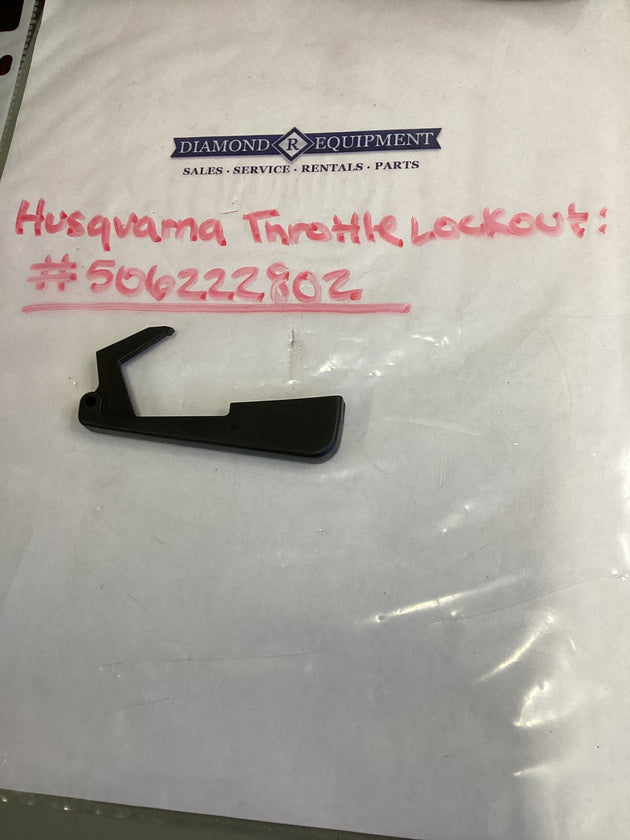 DIAMOND R EQUIPMENT
SALES · SERVICE · RENTALS · PARTS
Husqvarna Throttle Lockout:
#506222802